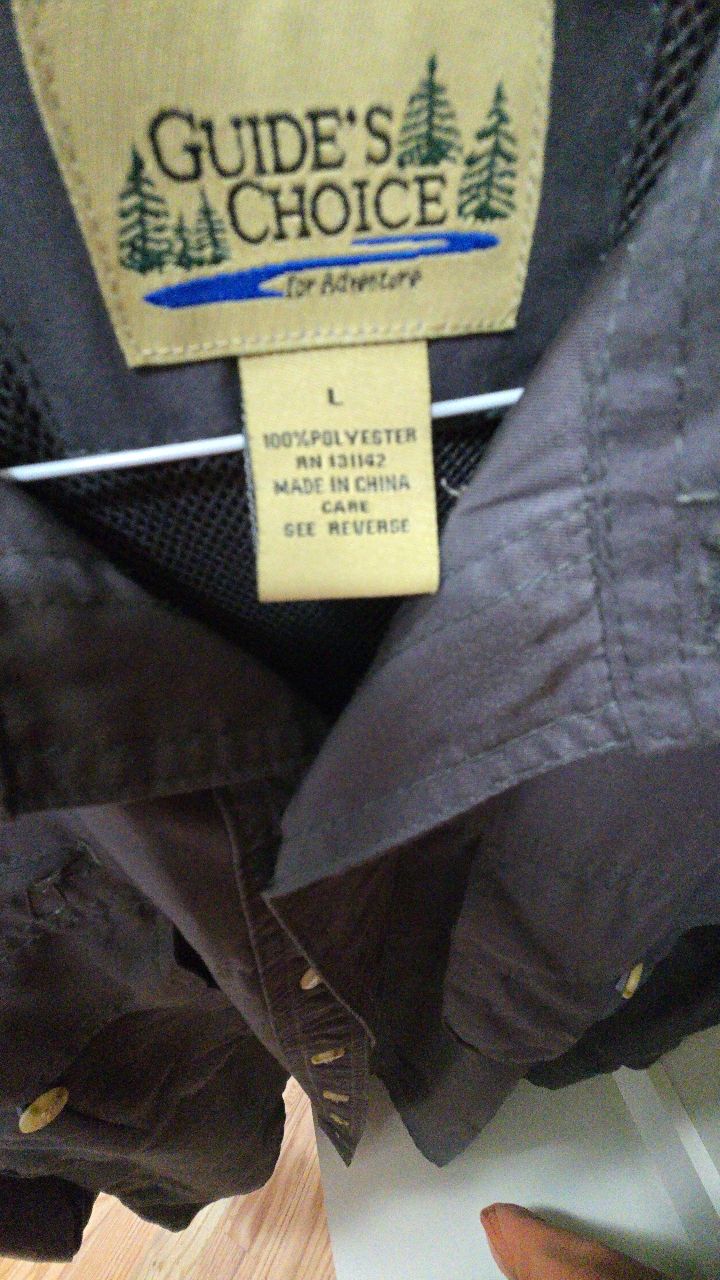 GUIDE'S
CHOICE
for Adventure
L
100%POLYESTER
RN 131142
MADE IN CHINA
CARE
SEE REVERSE